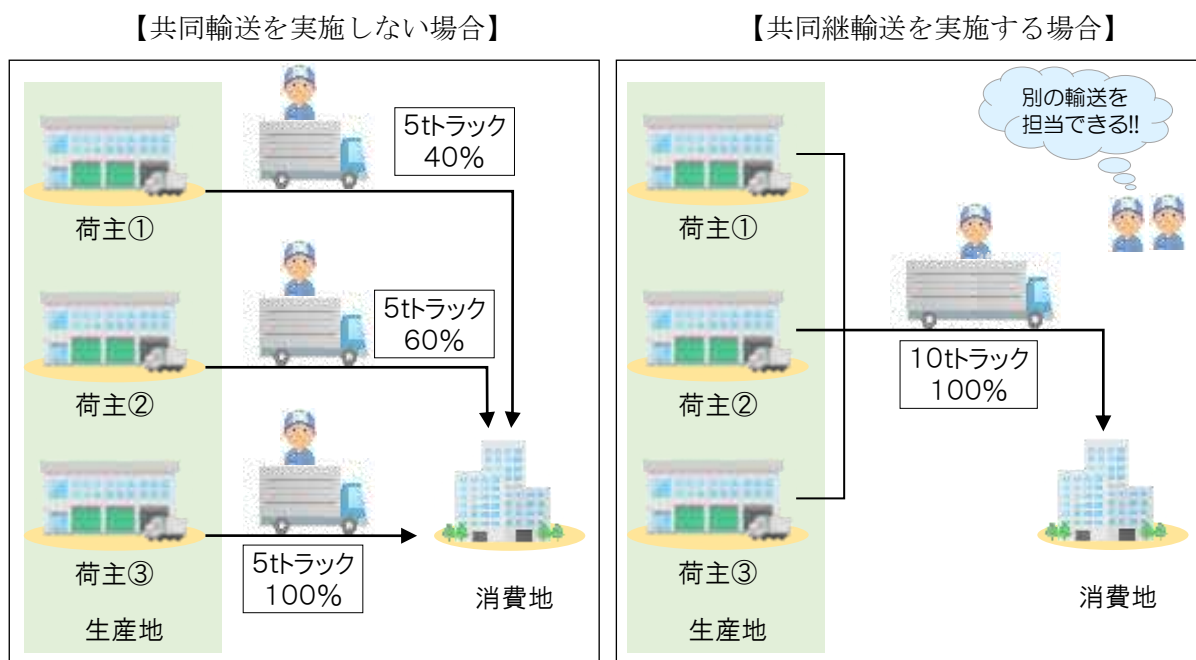 【共同輸送を実施しない場合】
5tトラック
40%
荷主①
5tトラック
60%
荷主②
5tトラック
100%
荷主③
消費地
生産地
【共同継輸送を実施する場合】
別の輸送を
担当できる!!
荷主①
10tトラック
100%
荷主②
荷主③
消費地
生産地